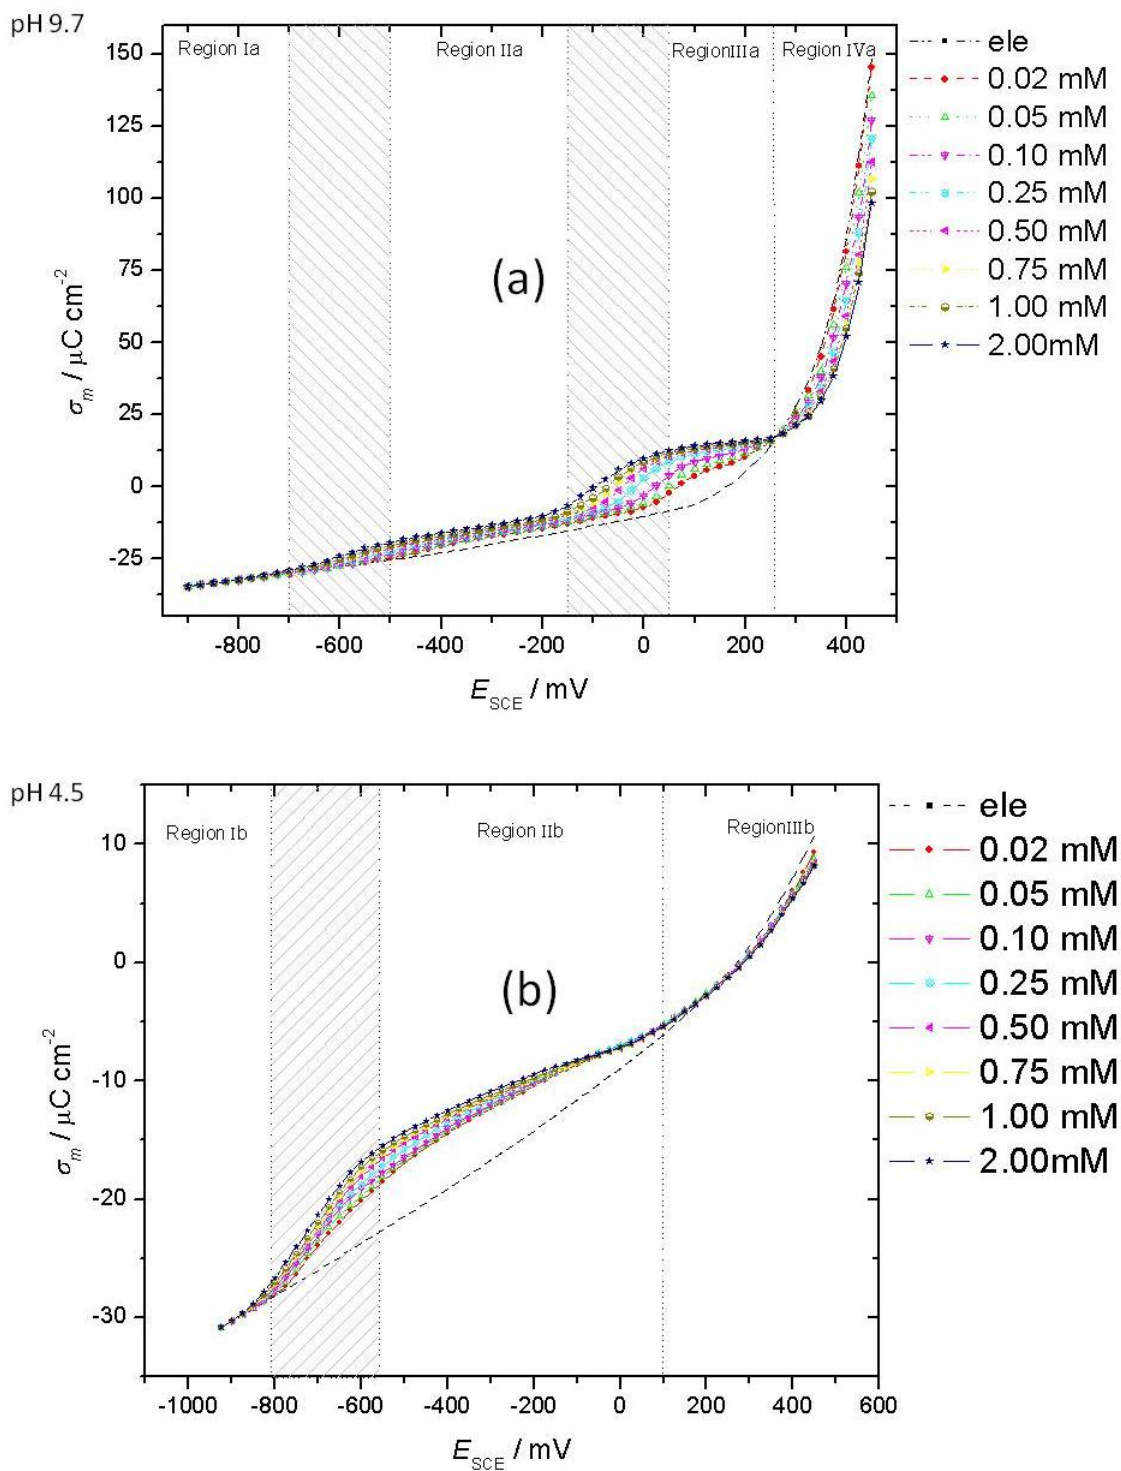 pH 9.7
Region Ia
Region II a
RegionIII a
Region IVa
150
125
100
75
50
25
0
-25
σm / μC cm-2
(a)
-800
-600
-400
-200
0
200
400
ESCE / mV
ele
0.02 mM
0.05 mM
0.10 mM
0.25 mM
0.50 mM
0.75 mM
1.00 mM
2.00mM
pH 4.5
Region Ib
Region IIb
RegionIIIb
10
0
-10
-20
-30
σm / μC cm-2
(b)
-1000
-800
-600
-400
-200
0
200
400
600
ESCE / mV
ele
0.02 mM
0.05 mM
0.10 mM
0.25 mM
0.50 mM
0.75 mM
1.00 mM
2.00mM